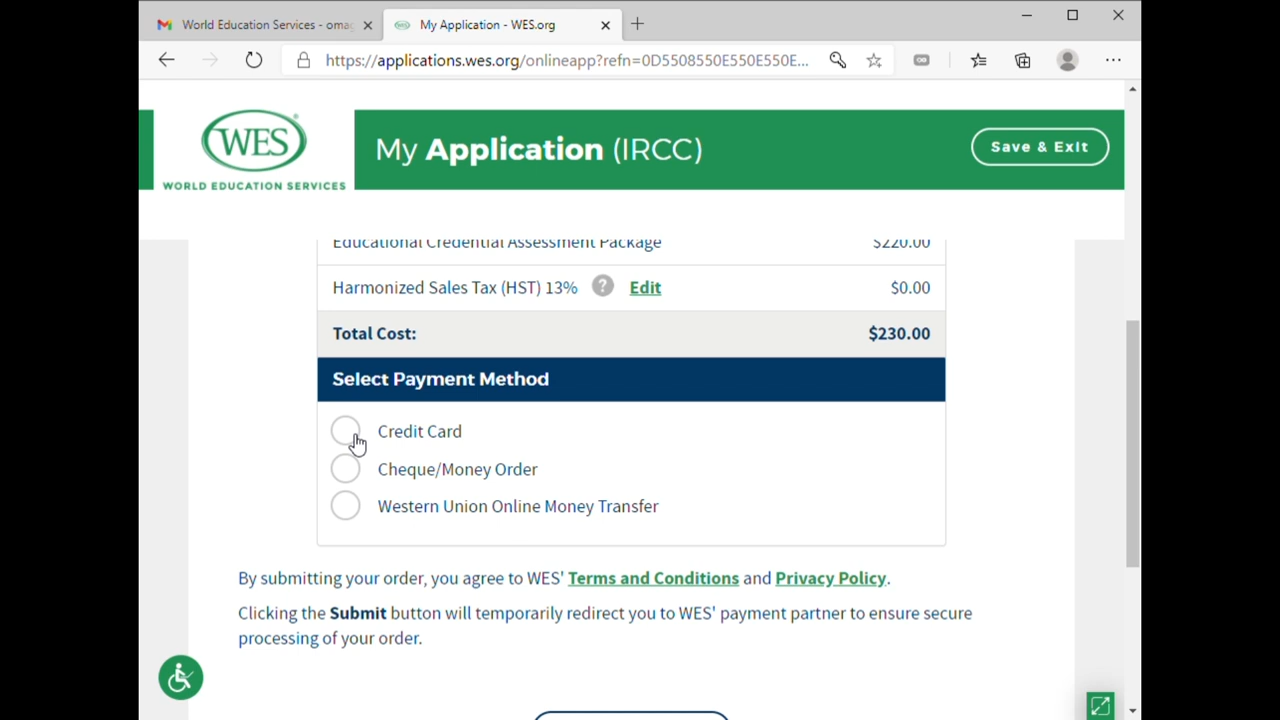 World Education Services - omag
My Application - WES.org
https://applications.wes.org/onlineapp?refn=0D5508550E550E550E...
WES
WORLD EDUCATION SERVICES
My Application (IRCC)
Save & Exit
Educational Credential Assessment Package $220.00
Harmonized Sales Tax (HST) 13% ? Edit $0.00
Total Cost: $230.00
Select Payment Method
Credit Card
Cheque/Money Order
Western Union Online Money Transfer
By submitting your order, you agree to WES' Terms and Conditions and Privacy Policy.
Clicking the Submit button will temporarily redirect you to WES' payment partner to ensure secure
processing of your order.